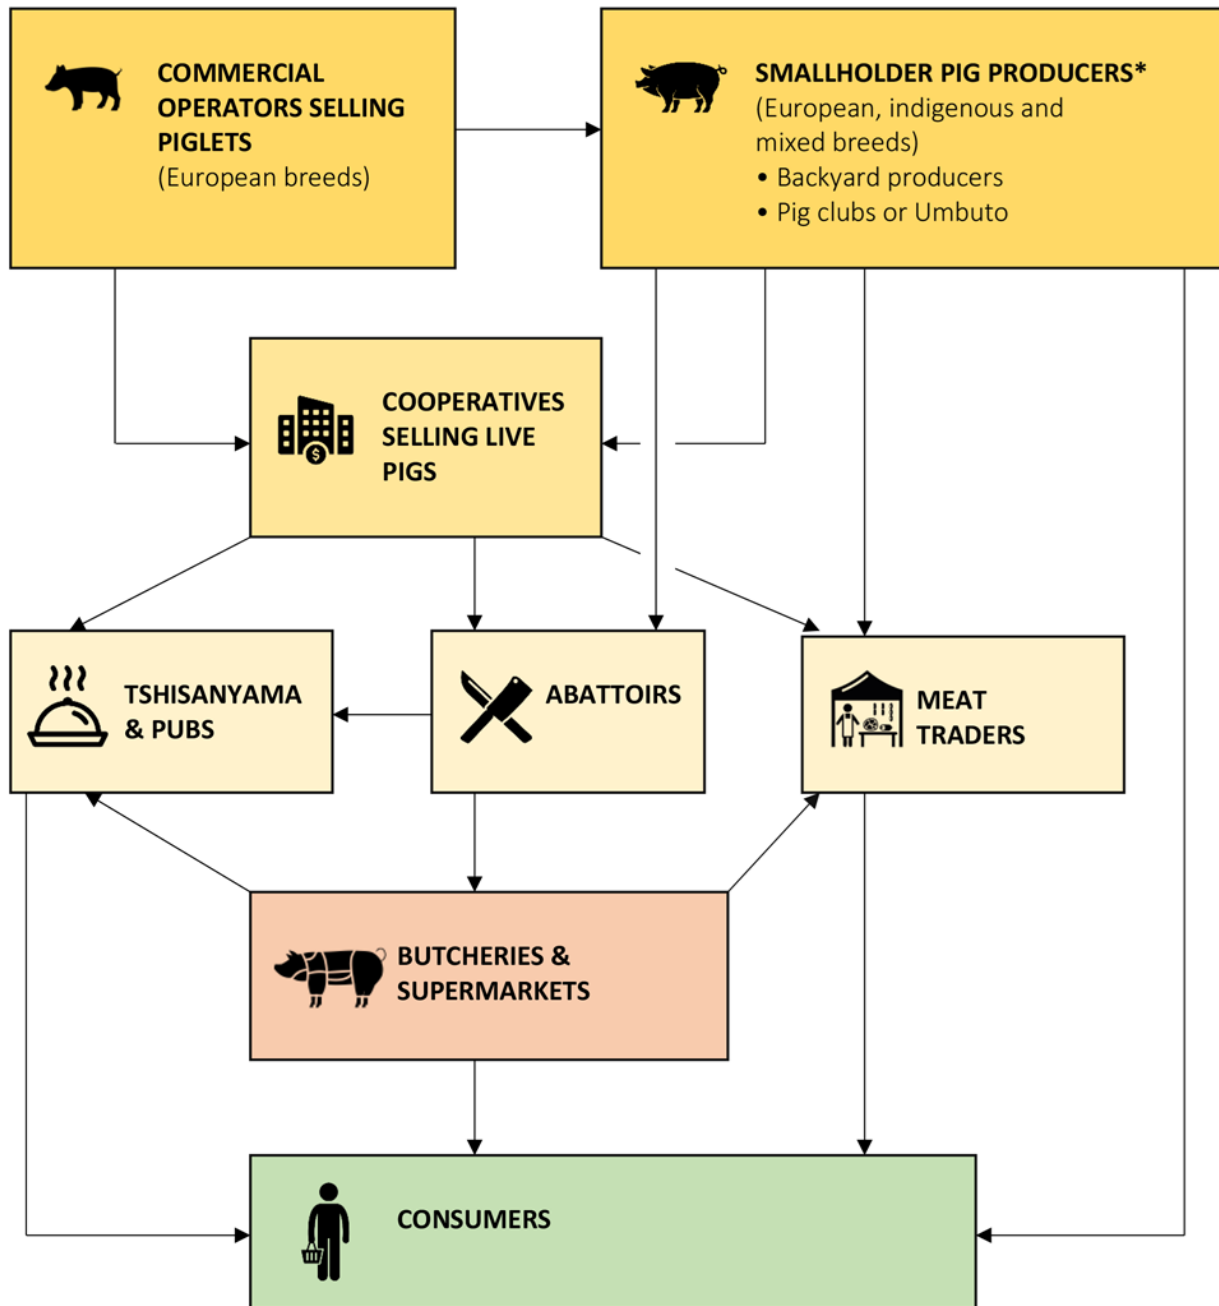 COMMERCIAL
OPERATORS SELLING
PIGLETS
(European breeds)
SMALLHOLDER PIG PRODUCERS*
(European, indigenous and
mixed breeds)
• Backyard producers
• Pig clubs or Umbuto
$
COOPERATIVES
SELLING LIVE
PIGS
TSHISANYAMA
& PUBS
ABATTOIRS
MEAT
TRADERS
BUTCHERIES &
SUPERMARKETS
CONSUMERS